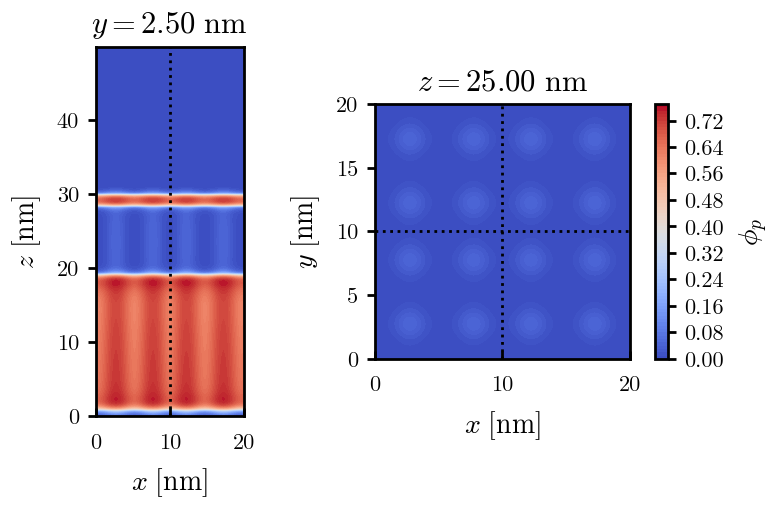 y = 2.50 nm
z [nm]
40
30
20
10
0
0 10 20
x [nm]
z = 25.00 nm
y [nm]
20
15
10
5
0
0 10 20
x [nm]
0.72
0.64
0.56
0.48
0.40
0.32
0.24
0.16
0.08
0.00
ϕp